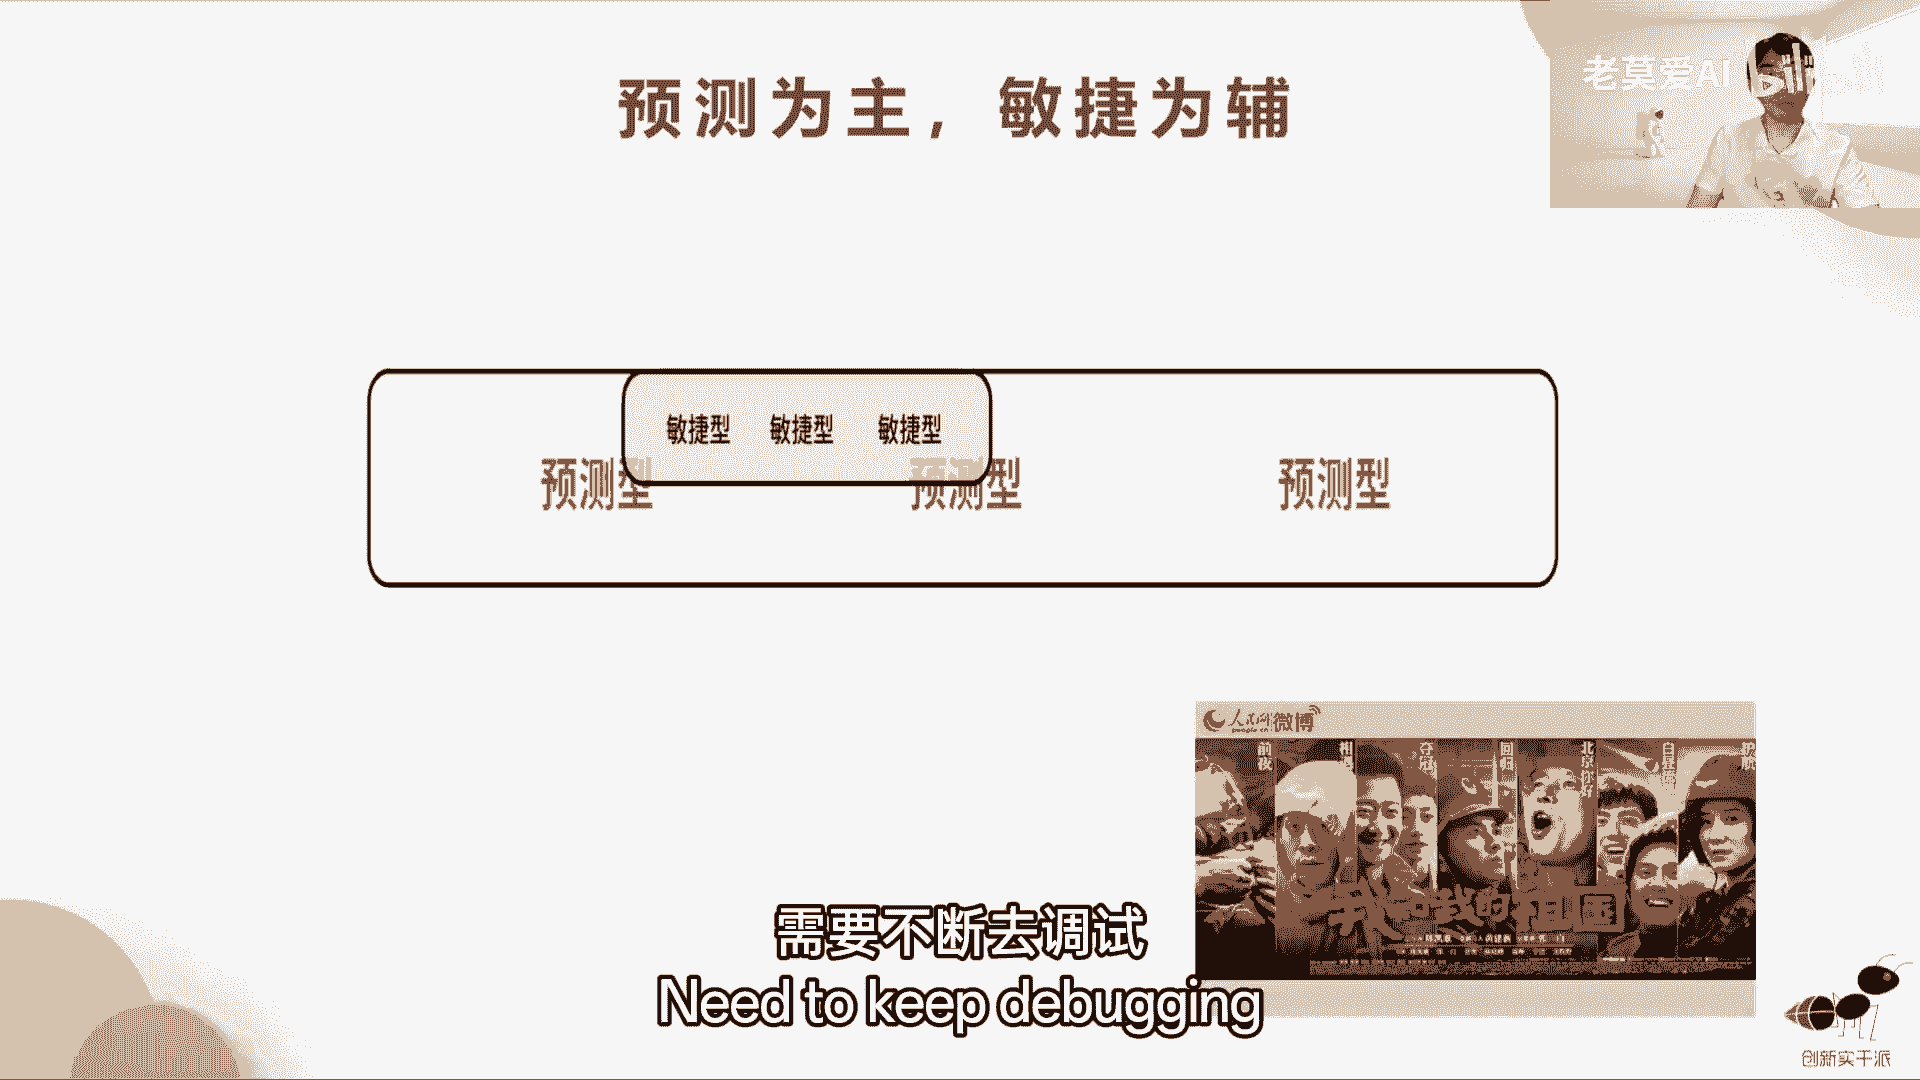 预测为主，敏捷为辅
老莫爱AI bilibili
敏捷型 敏捷型 敏捷型
预测型 预测型 预测型
人民网 微博
people.cn
前夜 相遇 夺冠 回归 北京你好 白昼流星 护航
我和我的祖国
需要不断去调试
Need to keep debugging
创新实干派